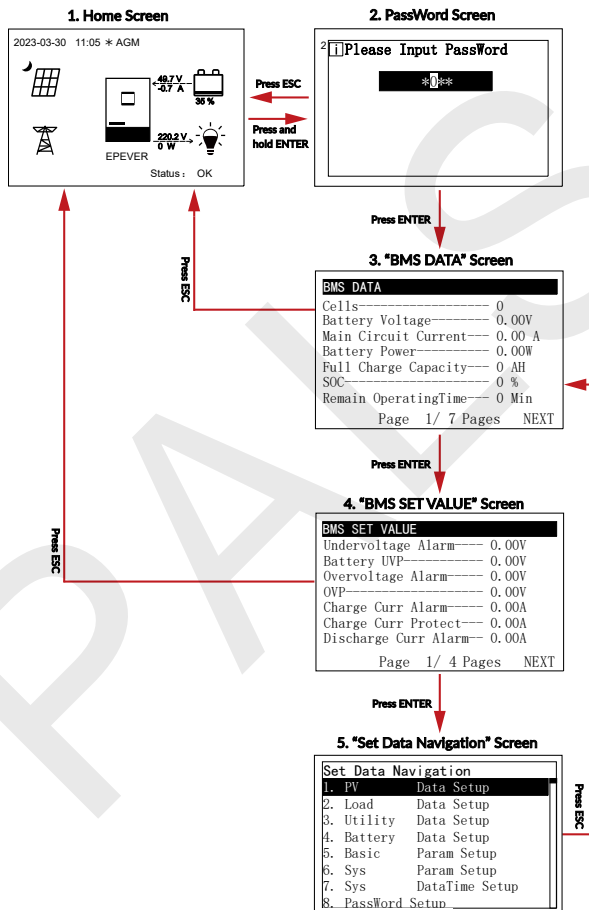 1. Home Screen
2023-03-30 11:05 ＊ AGM
49.7 V
-0.7 A
35 %
220.2 V
0 W
EPEVER
Status： OK
Press ESC
Press and
hold ENTER
2. PassWord Screen
2 i Please Input PassWord
*0**
Press ENTER
3. “BMS DATA” Screen
BMS DATA
Cells------------------ 0
Battery Voltage-------- 0.00V
Main Circuit Current--- 0.00 A
Battery Power---------- 0.00W
Full Charge Capacity--- 0 AH
SOC-------------------- 0 %
Remain OperatingTime--- 0 Min
Page 1/ 7 Pages NEXT
Press ESC
Press ENTER
4. “BMS SET VALUE” Screen
BMS SET VALUE
Undervoltage Alarm---- 0.00V
Battery UVP----------- 0.00V
Overvoltage Alarm----- 0.00V
OVP------------------- 0.00V
Charge Curr Alarm----- 0.00A
Charge Curr Protect--- 0.00A
Discharge Curr Alarm-- 0.00A
Page 1/ 4 Pages NEXT
Press ESC
Press ENTER
5. “Set Data Navigation” Screen
Set Data Navigation
1. PV Data Setup
2. Load Data Setup
3. Utility Data Setup
4. Battery Data Setup
5. Basic Param Setup
6. Sys Param Setup
7. Sys DataTime Setup
8. PassWord Setup
Press ESC
PALS